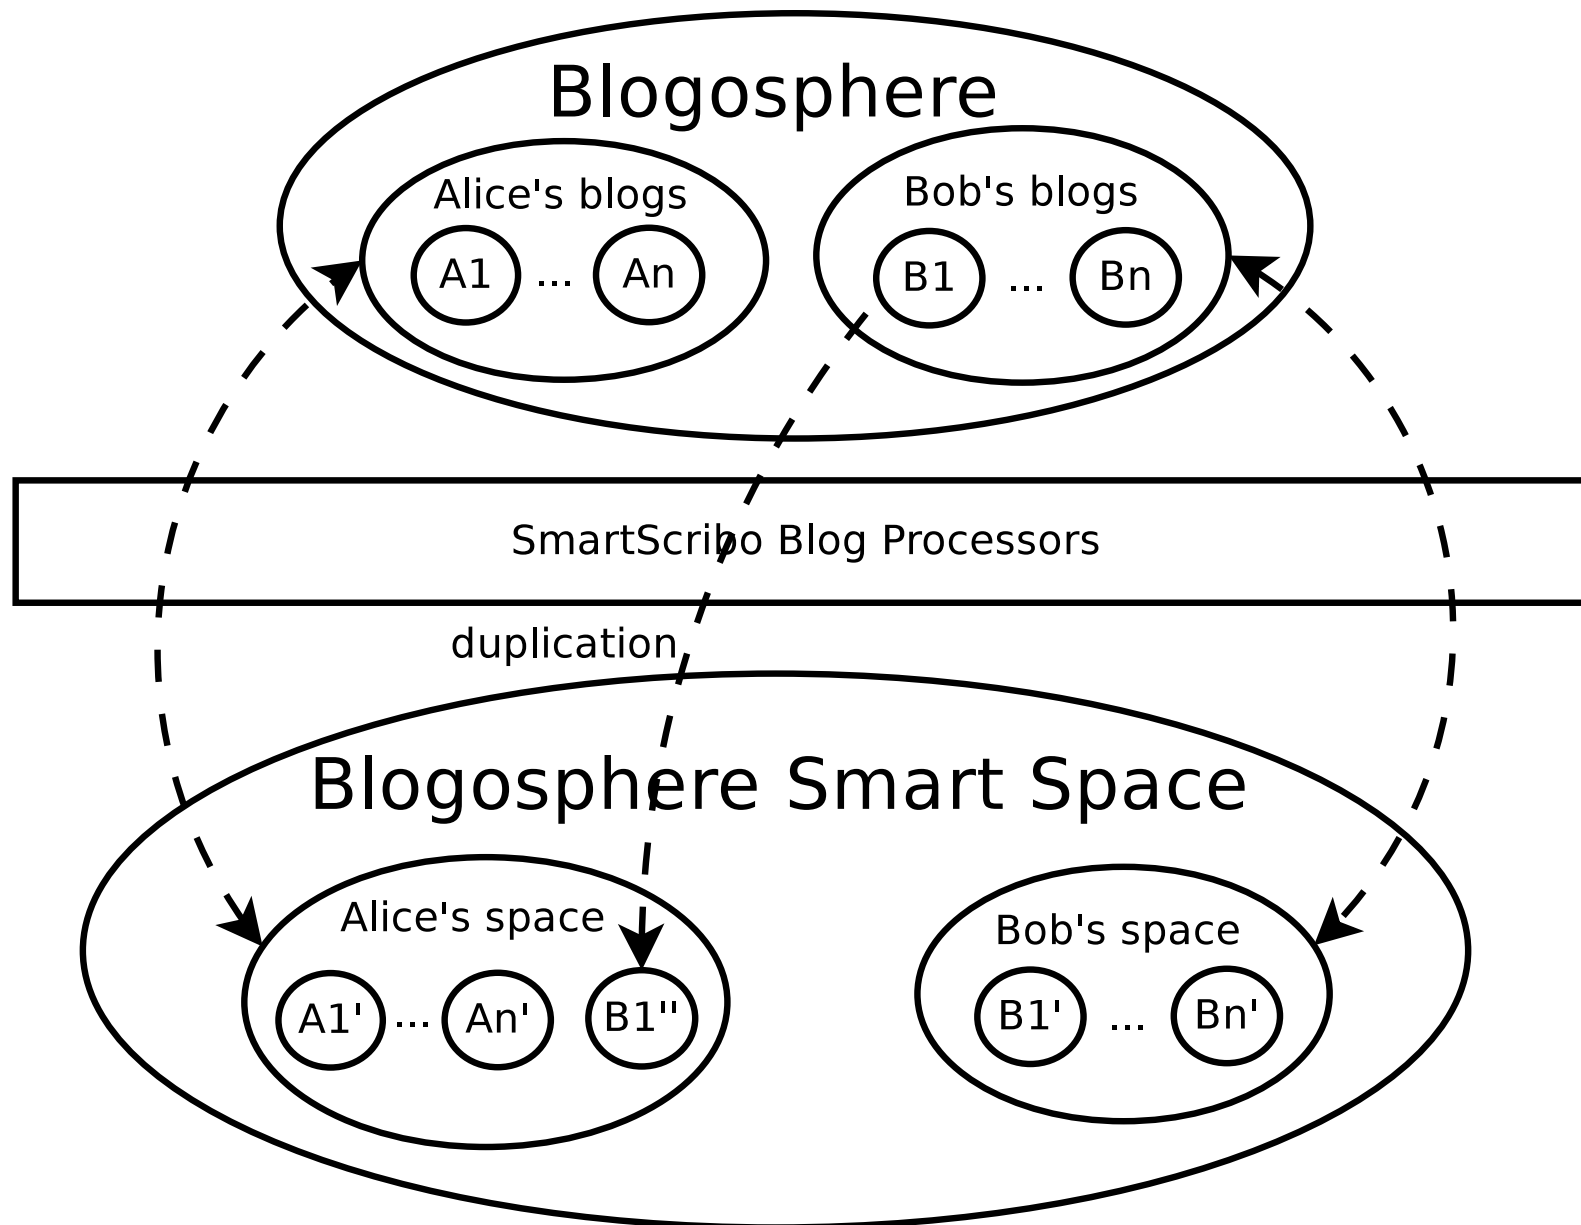 Blogosphere
Alice's blogs
Bob's blogs
A1 ... An
B1 ... Bn
SmartScribo Blog Processors
duplication
Blogosphere Smart Space
Alice's space
Bob's space
A1' ... An' B1''
B1' ... Bn'